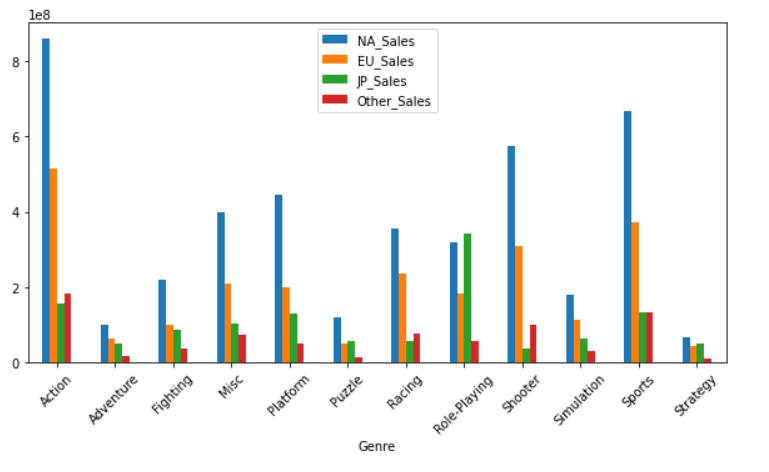 1e8
NA_Sales
EU_Sales
JP_Sales
Other_Sales
8
6
4
2
0
Action
Adventure
Fighting
Misc
Platform
Puzzle
Racing
Role-Playing
Shooter
Simulation
Sports
Strategy
Genre